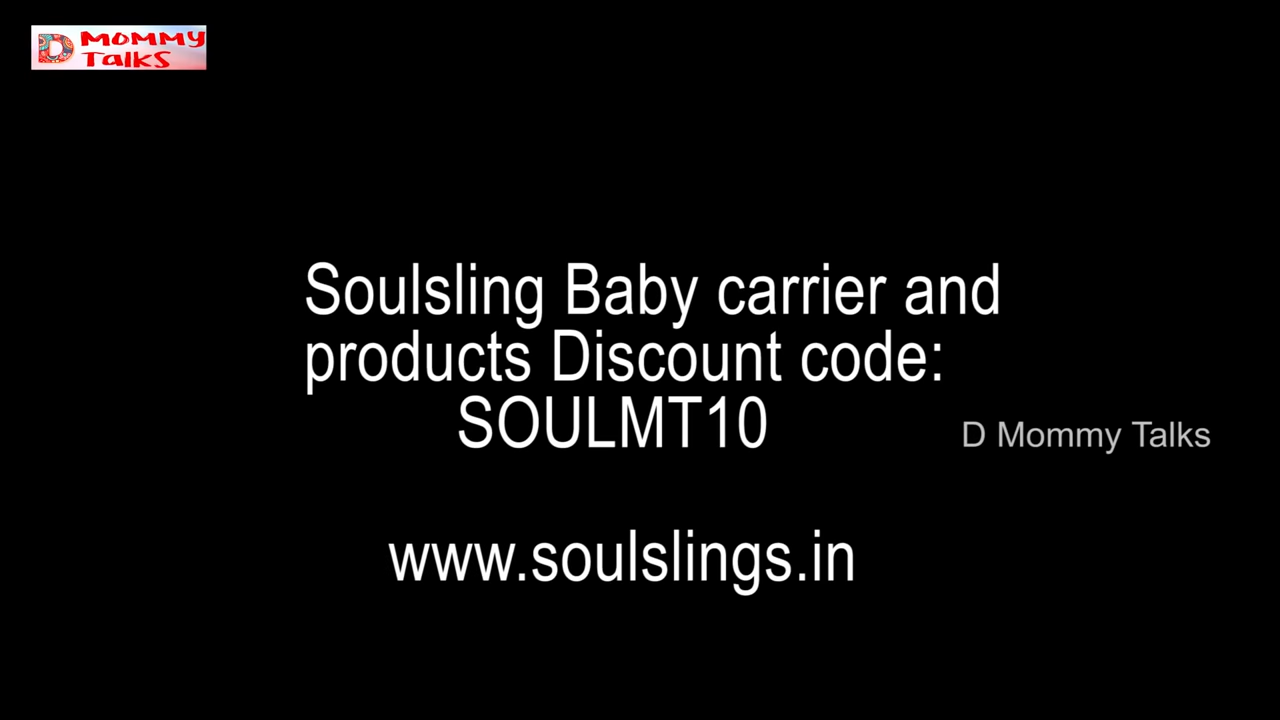 D MOMMY
TALKS
Soulsling Baby carrier and
products Discount code:
SOULMT10
D Mommy Talks
www.soulslings.in